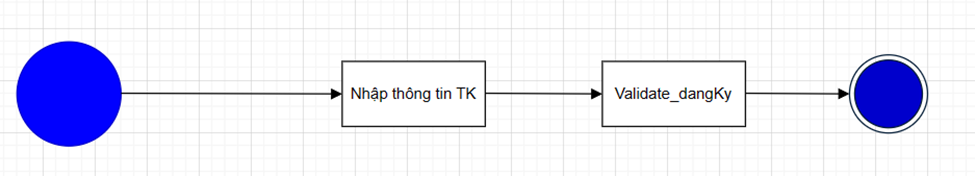 Nhập thông tin TK
Validate_dangKy